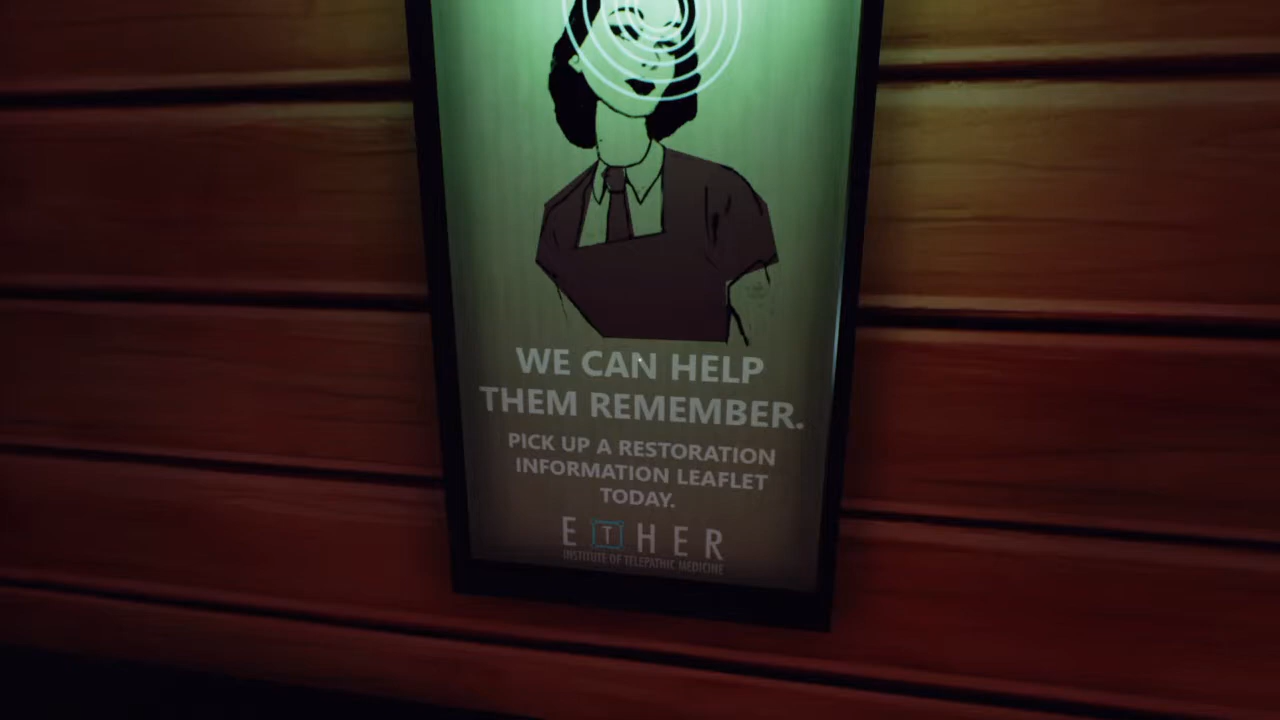 WE CAN HELP
THEM REMEMBER.
PICK UP A RESTORATION
INFORMATION LEAFLET
TODAY.
ETHER
INSTITUTE OF TELEPATHIC MEDICINE